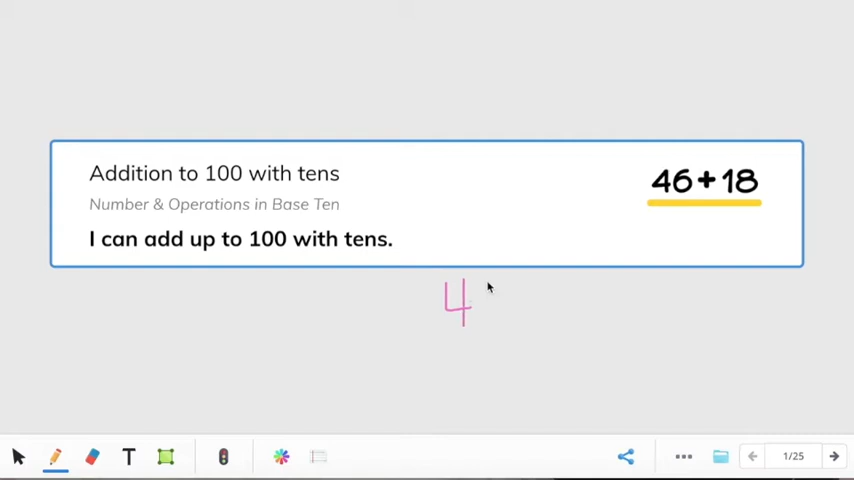 Addition to 100 with tens
46+18
Number & Operations in Base Ten
I can add up to 100 with tens.
4
T
1/25